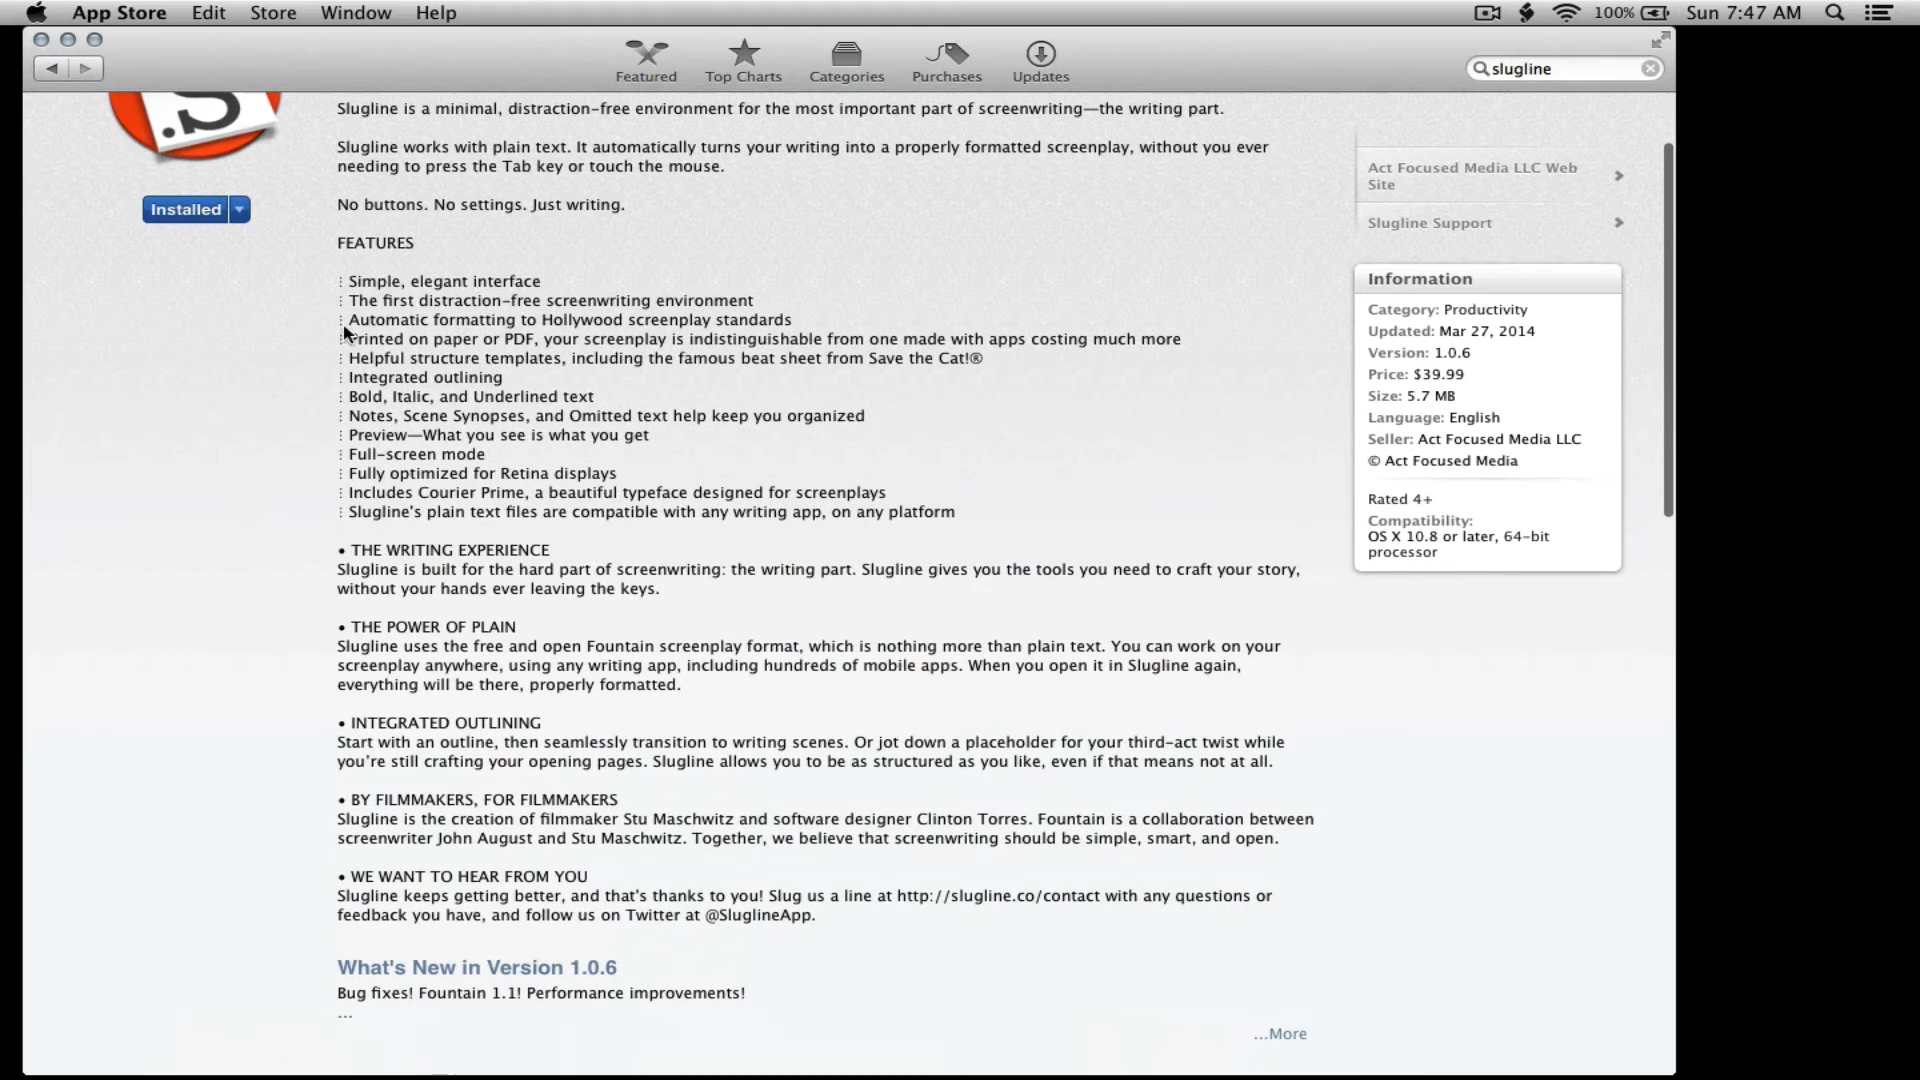 App Store Edit Store Window Help 100% Sun 7:47 AM
Featured Top Charts Categories Purchases Updates
slugline
.S
Installed
Slugline is a minimal, distraction-free environment for the most important part of screenwriting—the writing part.
Slugline works with plain text. It automatically turns your writing into a properly formatted screenplay, without you ever
needing to press the Tab key or touch the mouse.
No buttons. No settings. Just writing.
FEATURES
⋮ Simple, elegant interface
⋮ The first distraction-free screenwriting environment
⋮ Automatic formatting to Hollywood screenplay standards
⋮ Printed on paper or PDF, your screenplay is indistinguishable from one made with apps costing much more
⋮ Helpful structure templates, including the famous beat sheet from Save the Cat!®
⋮ Integrated outlining
⋮ Bold, Italic, and Underlined text
⋮ Notes, Scene Synopses, and Omitted text help keep you organized
⋮ Preview—What you see is what you get
⋮ Full-screen mode
⋮ Fully optimized for Retina displays
⋮ Includes Courier Prime, a beautiful typeface designed for screenplays
⋮ Slugline's plain text files are compatible with any writing app, on any platform
• THE WRITING EXPERIENCE
Slugline is built for the hard part of screenwriting: the writing part. Slugline gives you the tools you need to craft your story,
without your hands ever leaving the keys.
• THE POWER OF PLAIN
Slugline uses the free and open Fountain screenplay format, which is nothing more than plain text. You can work on your
screenplay anywhere, using any writing app, including hundreds of mobile apps. When you open it in Slugline again,
everything will be there, properly formatted.
• INTEGRATED OUTLINING
Start with an outline, then seamlessly transition to writing scenes. Or jot down a placeholder for your third-act twist while
you're still crafting your opening pages. Slugline allows you to be as structured as you like, even if that means not at all.
• BY FILMMAKERS, FOR FILMMAKERS
Slugline is the creation of filmmaker Stu Maschwitz and software designer Clinton Torres. Fountain is a collaboration between
screenwriter John August and Stu Maschwitz. Together, we believe that screenwriting should be simple, smart, and open.
• WE WANT TO HEAR FROM YOU
Slugline keeps getting better, and that's thanks to you! Slug us a line at http://slugline.co/contact with any questions or
feedback you have, and follow us on Twitter at @SluglineApp.
What's New in Version 1.0.6
Bug fixes! Fountain 1.1! Performance improvements!
...
...More
Act Focused Media LLC Web
Site
Slugline Support
Information
Category: Productivity
Updated: Mar 27, 2014
Version: 1.0.6
Price: $39.99
Size: 5.7 MB
Language: English
Seller: Act Focused Media LLC
© Act Focused Media
Rated 4+
Compatibility:
OS X 10.8 or later, 64-bit
processor